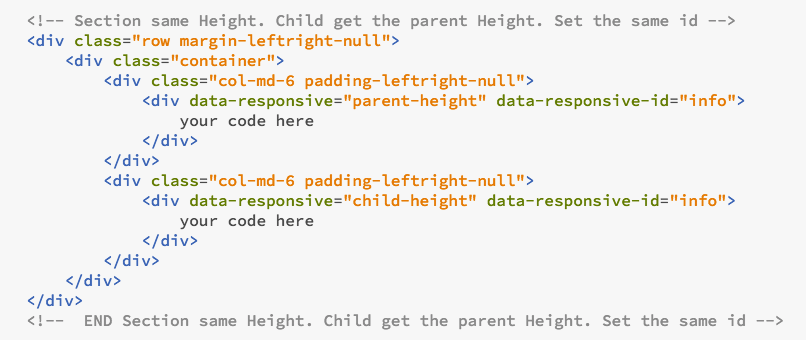 <!-- Section same Height. Child get the parent Height. Set the same id -->
<div class="row margin-leftright-null">
    <div class="container">
        <div class="col-md-6 padding-leftright-null">
            <div data-responsive="parent-height" data-responsive-id="info">
                your code here
            </div>
        </div>
        <div class="col-md-6 padding-leftright-null">
            <div data-responsive="child-height" data-responsive-id="info">
                your code here
            </div>
        </div>
    </div>
</div>
<!--  END Section same Height. Child get the parent Height. Set the same id -->